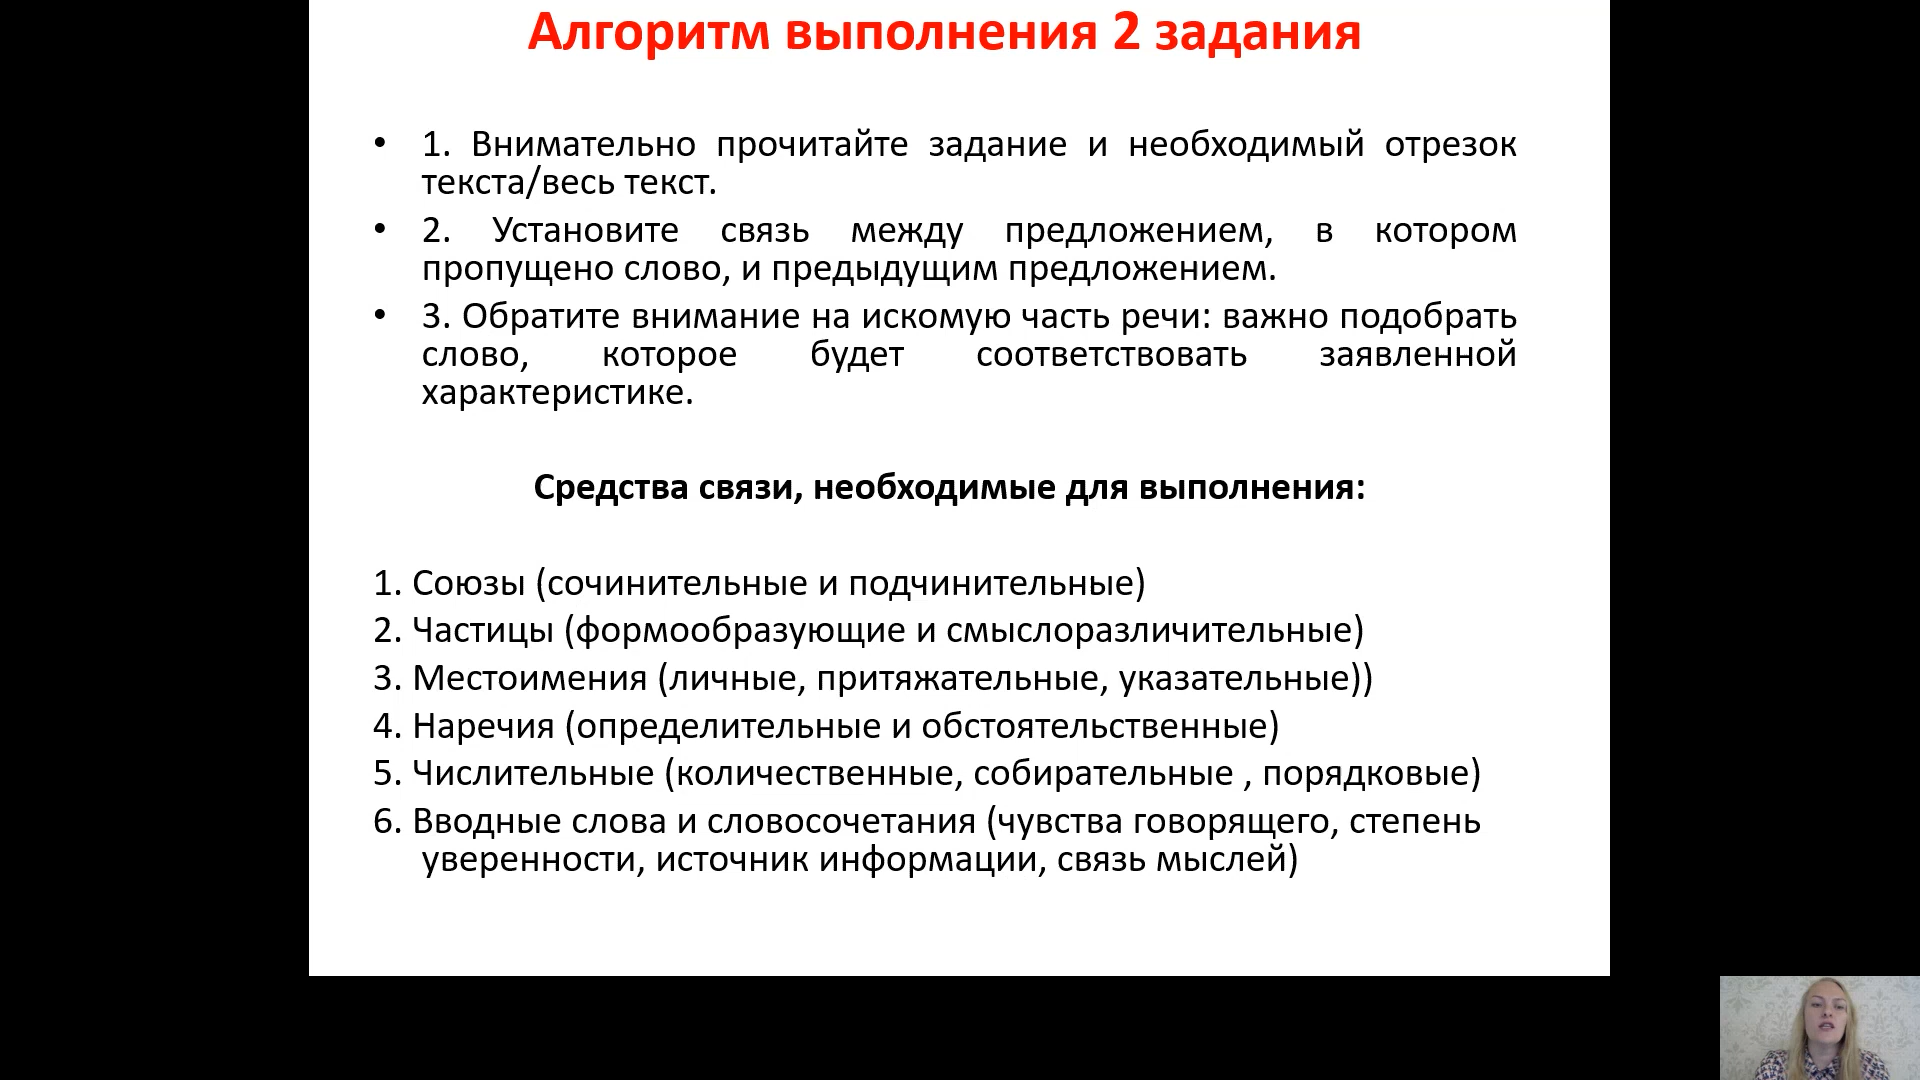 Алгоритм выполнения 2 задания
• 1. Внимательно прочитайте задание и необходимый отрезок
текста/весь текст.
• 2. Установите связь между предложением, в котором
пропущено слово, и предыдущим предложением.
• 3. Обратите внимание на искомую часть речи: важно подобрать
слово, которое будет соответствовать заявленной
характеристике.
Средства связи, необходимые для выполнения:
1. Союзы (сочинительные и подчинительные)
2. Частицы (формообразующие и смыслоразличительные)
3. Местоимения (личные, притяжательные, указательные))
4. Наречия (определительные и обстоятельственные)
5. Числительные (количественные, собирательные , порядковые)
6. Вводные слова и словосочетания (чувства говорящего, степень
уверенности, источник информации, связь мыслей)